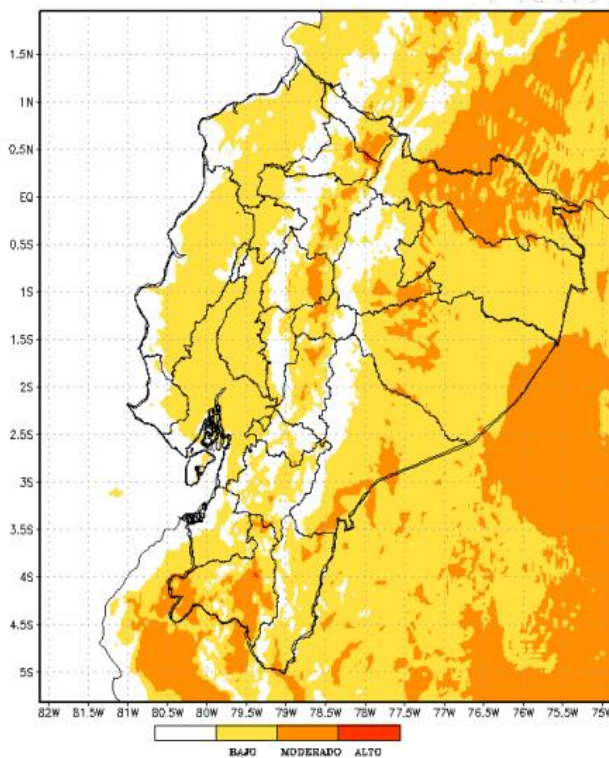 1.5N
1N
0.5N
EQ
0.5S
1S
1.5S
2S
2.5S
3S
3.5S
4S
4.5S
5S
82W 81.5W 81W 80.5W 80W 79.5W 79W 78.5W 78W 77.5W 77W 76.5W 76W 75.5W 75W
BAJO MODERADO ALTO